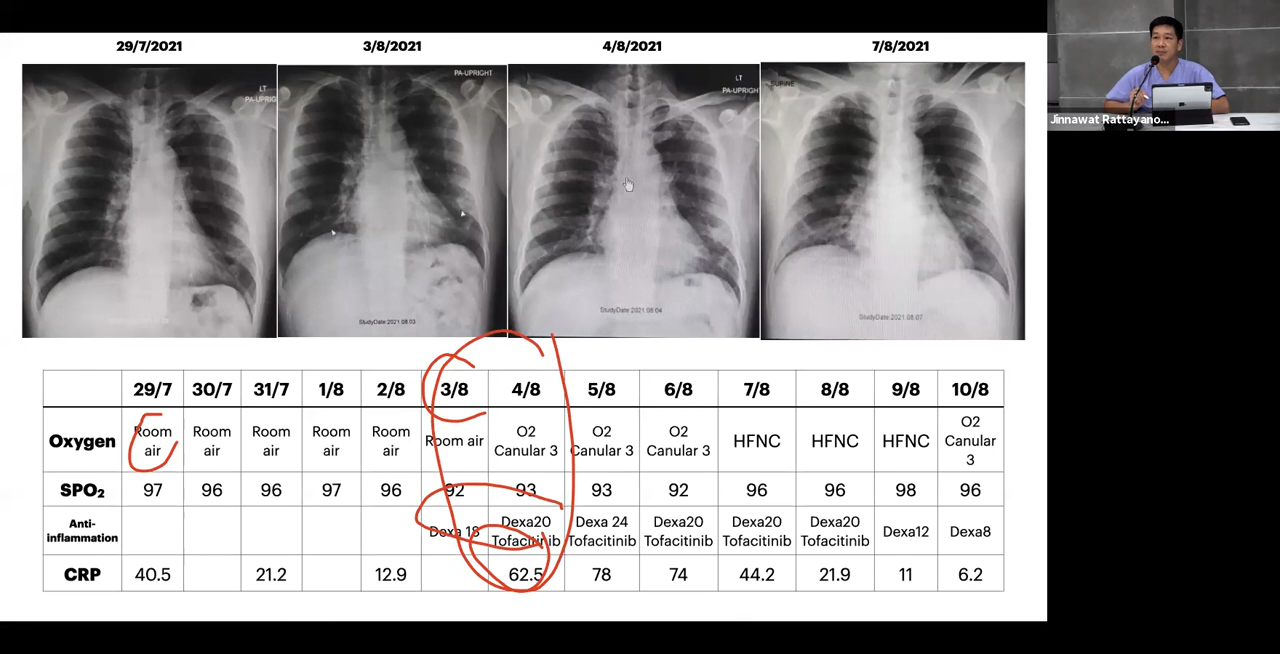 29/7/2021 3/8/2021 4/8/2021 7/8/2021
LT
PA-UPRIG
PA-UPRIGHT
LT
PA-UPRIGH
SUPINE
StudyDate 2021.08.03
StudyDate 2021.08.04
StudyDate 2021.08.07
Jinnawat Rattayano...
29/7 30/7 31/7 1/8 2/8 3/8 4/8 5/8 6/8 7/8 8/8 9/8 10/8
Oxygen Room air Room air Room air Room air Room air Room air O2 Canular 3 O2 Canular 3 O2 Canular 3 HFNC HFNC HFNC O2 Canular 3
SPO₂ 97 96 96 97 96 92 93 93 92 96 96 98 96
Anti-inflammation Dexa 18 Dexa20 Tofacitinib Dexa 24 Tofacitinib Dexa20 Tofacitinib Dexa20 Tofacitinib Dexa20 Tofacitinib Dexa12 Dexa8
CRP 40.5 21.2 12.9 62.5 78 74 44.2 21.9 11 6.2